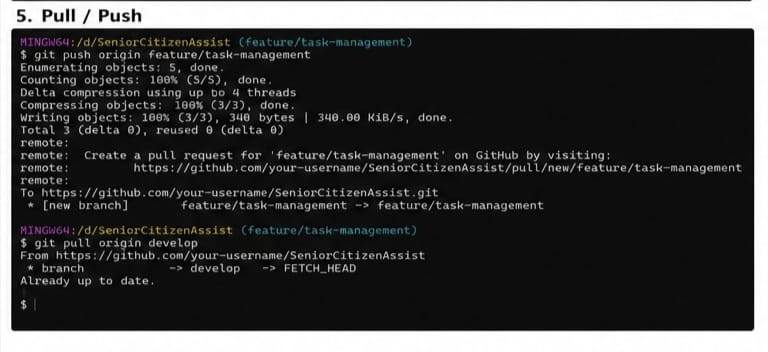 5. Pull / Push
MINGW64:/d/SeniorCitizenAssist (feature/task-management)
$ git push origin feature/task-management
Enumerating objects: 5, done.
Counting objects: 100% (5/5), done.
Delta compression using up bo 4 threads
Compressing objects: 100% (3/3), done.
Writing objects: 100% (3/3), 340 bytes | 340.00 KiB/s, done.
Total 3 (delta 0), reused 0 (delta 0)
remote:
remote:  Create a pull request for 'feature/task-management' on GitHub by visiting:
remote:       https://github.com/your-username/SeniorCitizenAssist/pull/new/feature/task-management
remote:
To https://github.com/your-username/SeniorCitizenAssist.git
* [new branch]       feature/task-management -> feature/task-management
MINGW64:/d/SeniorCitizenAssist (feature/task-management)
$ git pull origin develop
From https://github.com/your-username/SeniorCitizenAssist
* branch            -> develop   -> FETCH_HEAD
Already up to date.
$ |